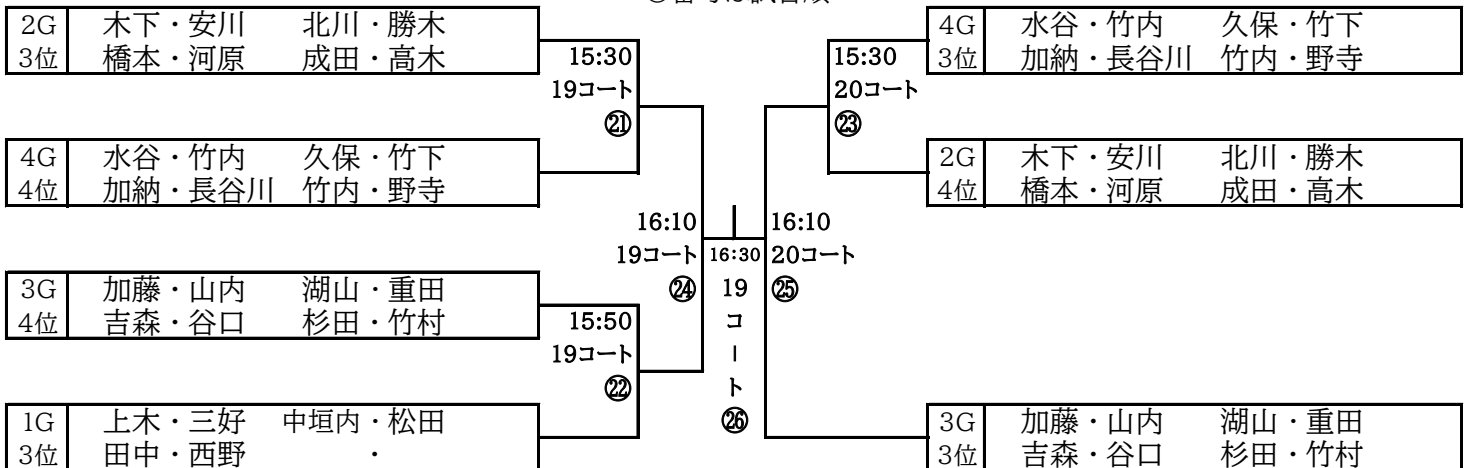 2G 木下・安川 北川・勝木
3位 橋本・河原 成田・高木
15:30
19コート
㉑
4G 水谷・竹内 久保・竹下
4位 加納・長谷川 竹内・野寺
16:10
19コート
㉔
3G 加藤・山内 湖山・重田
4位 吉森・谷口 杉田・竹村
15:50
19コート
㉒
1G 上木・三好 中垣内・松田
3位 田中・西野 ・
16:30
19
コ
ー
ト
㉖
4G 水谷・竹内 久保・竹下
3位 加納・長谷川 竹内・野寺
15:30
20コート
㉓
2G 木下・安川 北川・勝木
4位 橋本・河原 成田・高木
16:10
20コート
㉕
3G 加藤・山内 湖山・重田
3位 吉森・谷口 杉田・竹村